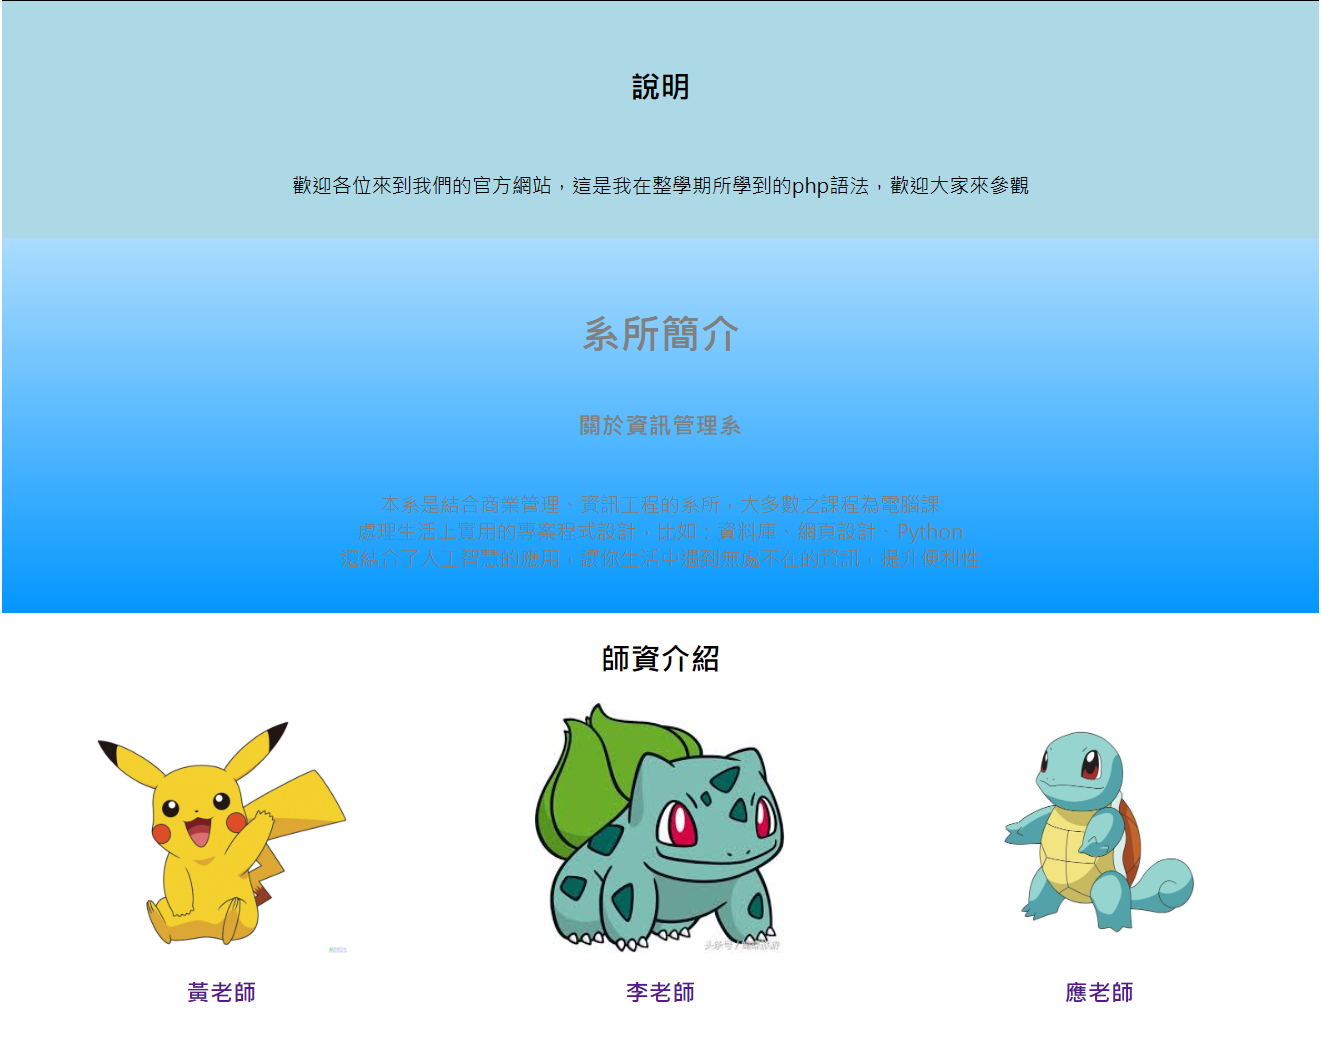 說明
歡迎各位來到我們的官方網站，這是我在整學期所學到的php語法，歡迎大家來參觀
系所簡介
關於資訊管理系
本系是結合商業管理、資訊工程的系所，大多數之課程為電腦課
處理生活上實用的專案程式設計，比如：資料庫、網頁設計、Python
還結合了人工智慧的應用，讓你生活中遇到無處不在的資訊，提升便利性
師資介紹
黃老師
李老師
應老師